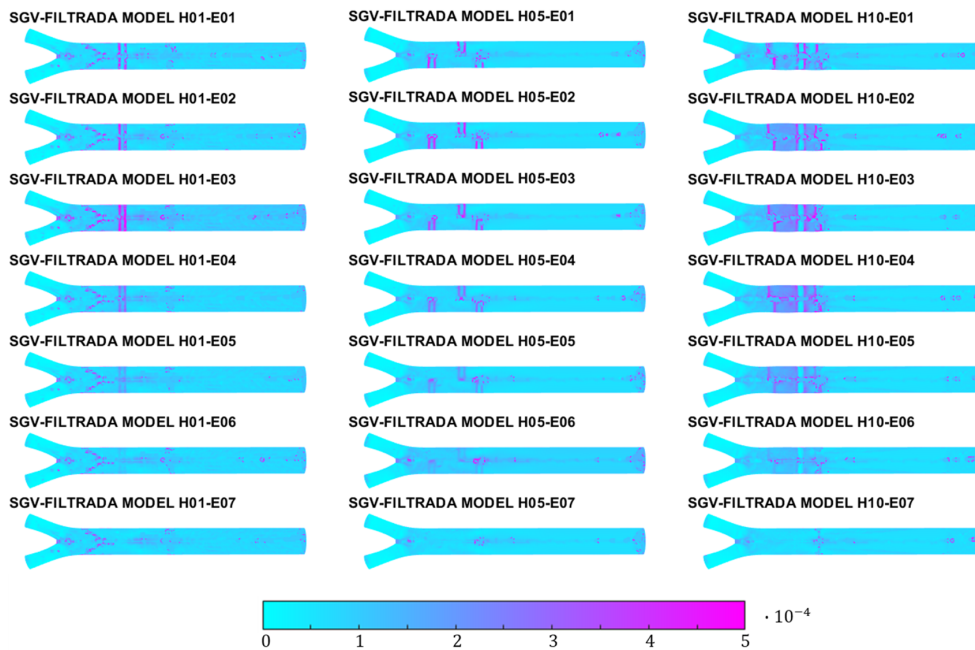 SGV-FILTRADA MODEL H01-E01 SGV-FILTRADA MODEL H05-E01 SGV-FILTRADA MODEL H10-E01
SGV-FILTRADA MODEL H01-E02 SGV-FILTRADA MODEL H05-E02 SGV-FILTRADA MODEL H10-E02
SGV-FILTRADA MODEL H01-E03 SGV-FILTRADA MODEL H05-E03 SGV-FILTRADA MODEL H10-E03
SGV-FILTRADA MODEL H01-E04 SGV-FILTRADA MODEL H05-E04 SGV-FILTRADA MODEL H10-E04
SGV-FILTRADA MODEL H01-E05 SGV-FILTRADA MODEL H05-E05 SGV-FILTRADA MODEL H10-E05
SGV-FILTRADA MODEL H01-E06 SGV-FILTRADA MODEL H05-E06 SGV-FILTRADA MODEL H10-E06
SGV-FILTRADA MODEL H01-E07 SGV-FILTRADA MODEL H05-E07 SGV-FILTRADA MODEL H10-E07
· 10⁻⁴
0 1 2 3 4 5